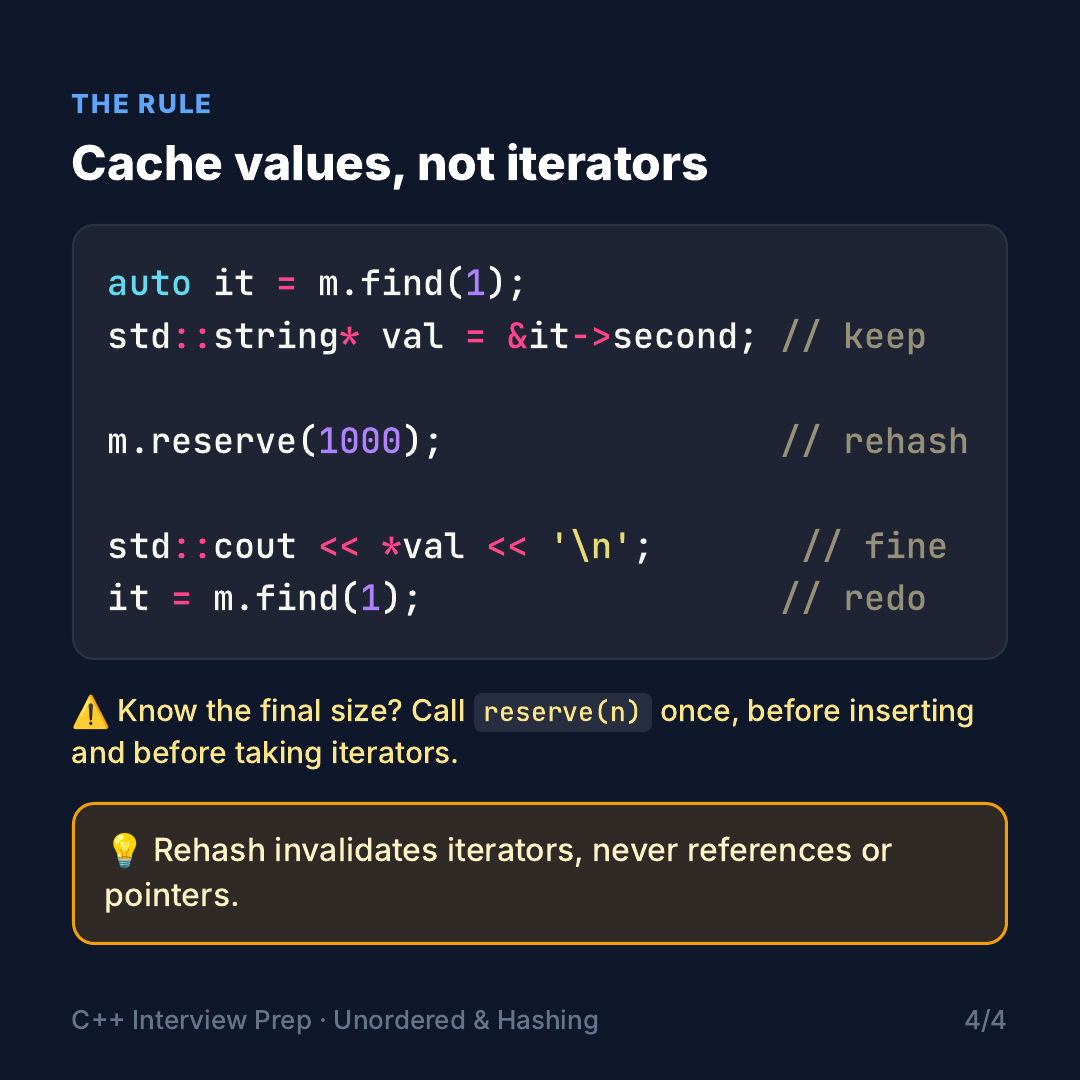 THE RULE
Cache values, not iterators
auto it = m.find(1);
std::string* val = &it->second; // keep
m.reserve(1000);                // rehash
std::cout << *val << '\n';       // fine
it = m.find(1);                 // redo
⚠️ Know the final size? Call reserve(n) once, before inserting
and before taking iterators.
💡 Rehash invalidates iterators, never references or
pointers.
C++ Interview Prep · Unordered & Hashing
4/4